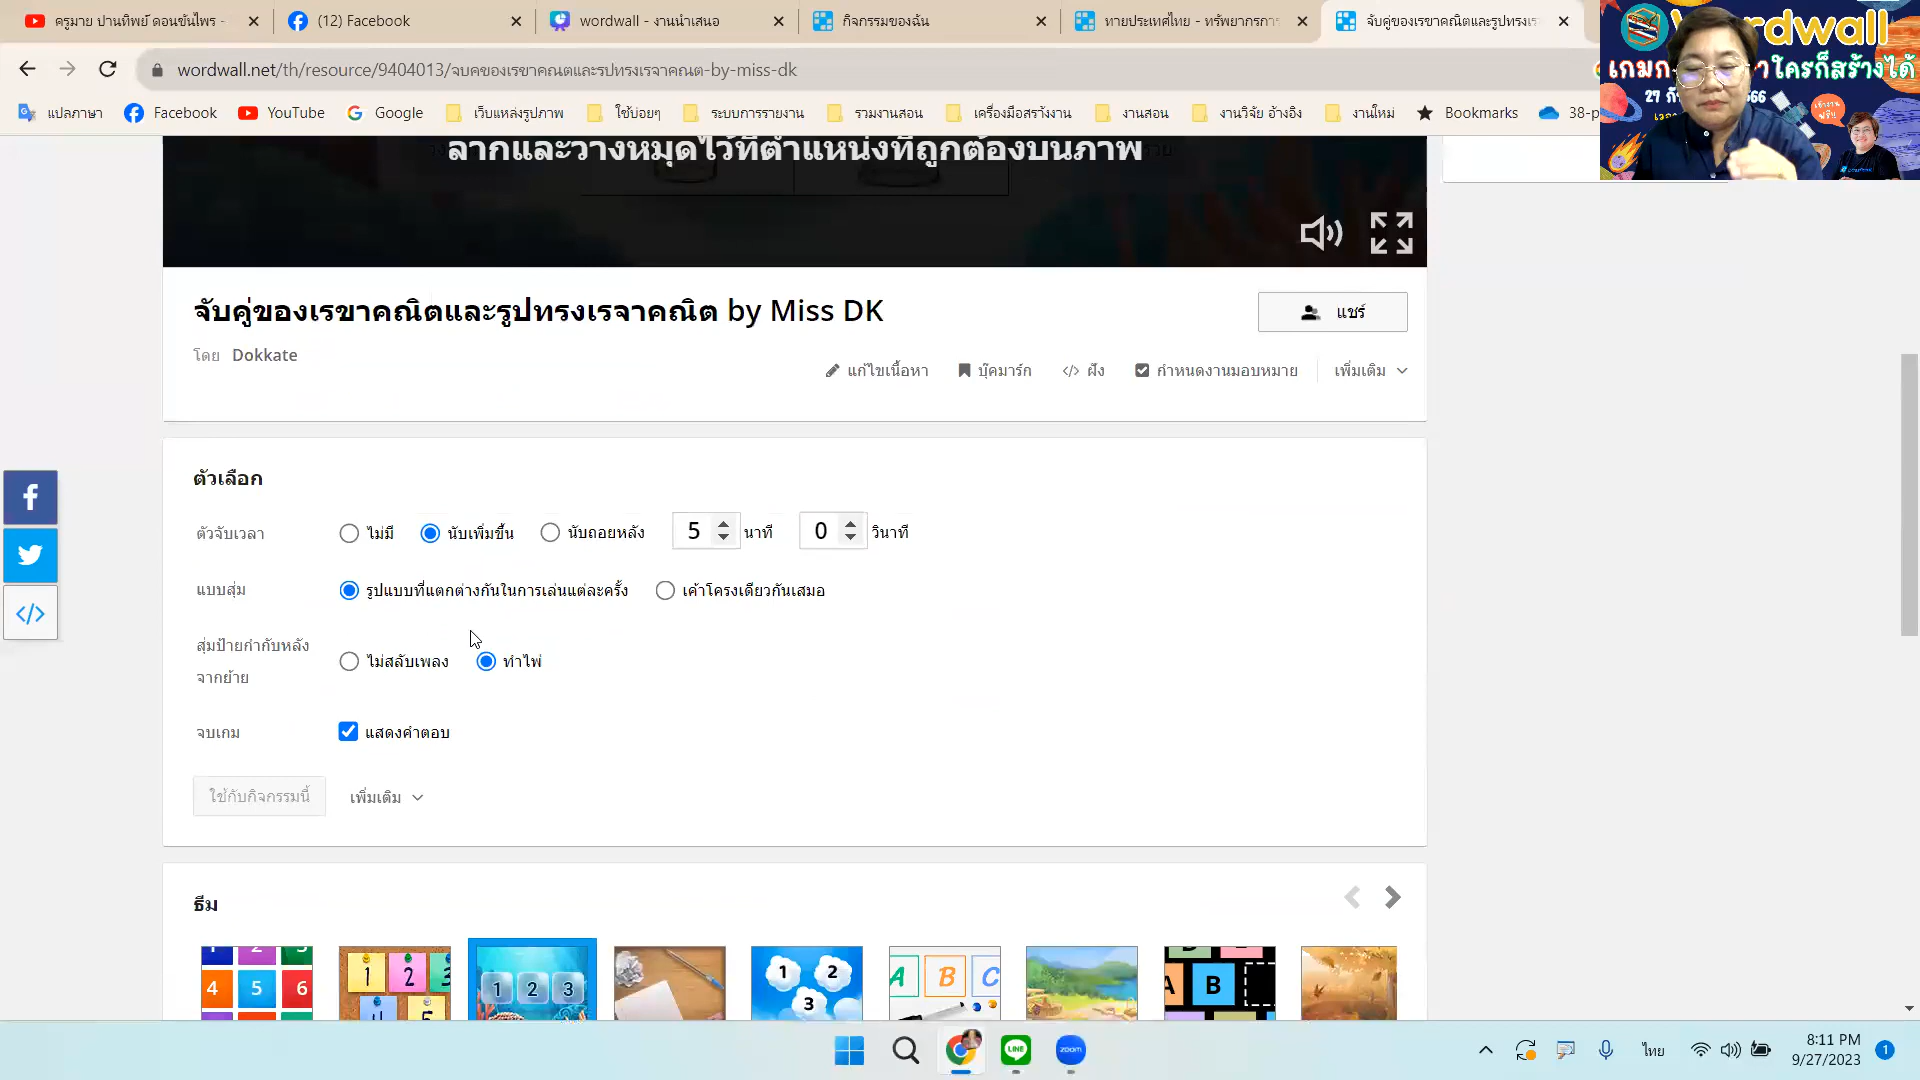 ครูมาย ปานทิพย์ ดอนขันไพร -
(12) Facebook
wordwall - งานนำเสนอ
กิจกรรมของฉัน
ทายประเทศไทย - ทรัพยากรการ
จับคู่ของเรขาคณิตและรูปทรงเร
wordwall.net/th/resource/9404013/จบคของเรขาคณตและรปทรงเรจาคณต-by-miss-dk
แปลภาษา
Facebook
YouTube
Google
เว็บแหล่งรูปภาพ
ใช้บ่อยๆ
ระบบการรายงาน
รวมงานสอน
เครื่องมือสรา้งงาน
งานสอน
งานวิจัย อ้างอิง
งานใหม่
Bookmarks
38-p
ใครก็สร้างได้
ลากและวางหมุดไว้ที่ตำแหน่งที่ถูกต้องบนภาพ
จับคู่ของเรขาคณิตและรูปทรงเรจาคณิต by Miss DK
แชร์
โดย Dokkate
แก้ไขเนื้อหา
บุ๊คมาร์ก
ฝัง
กำหนดงานมอบหมาย
เพิ่มเติม
ตัวเลือก
ตัวจับเวลา
ไม่มี
นับเพิ่มขึ้น
นับถอยหลัง
5 นาที
0 วินาที
แบบสุ่ม
รูปแบบที่แตกต่างกันในการเล่นแต่ละครั้ง
เค้าโครงเดียวกันเสมอ
สุ่มป้ายกำกับหลัง
จากย้าย
ไม่สลับเพลง
ทำไพ่
จบเกม
แสดงคำตอบ
ใช้กับกิจกรรมนี้
เพิ่มเติม
ธีม
4 5 6
1 2 3
4 5
1 2 3
1 2
3
A B C
A B
zoom
LINE
ไทย
8:11 PM
9/27/2023
1